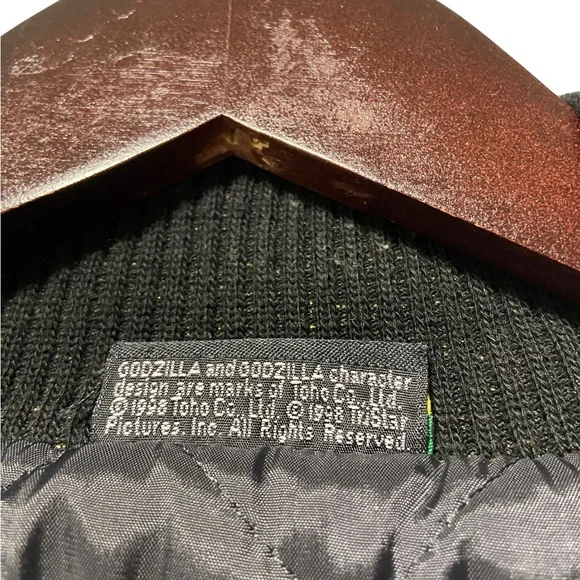 GODZILLA and GODZILLA character
design are marks of Toho Co., Ltd.
©1998 Toho Co., Ltd. ©1998 TriStar
Pictures, Inc. All Rights Reserved